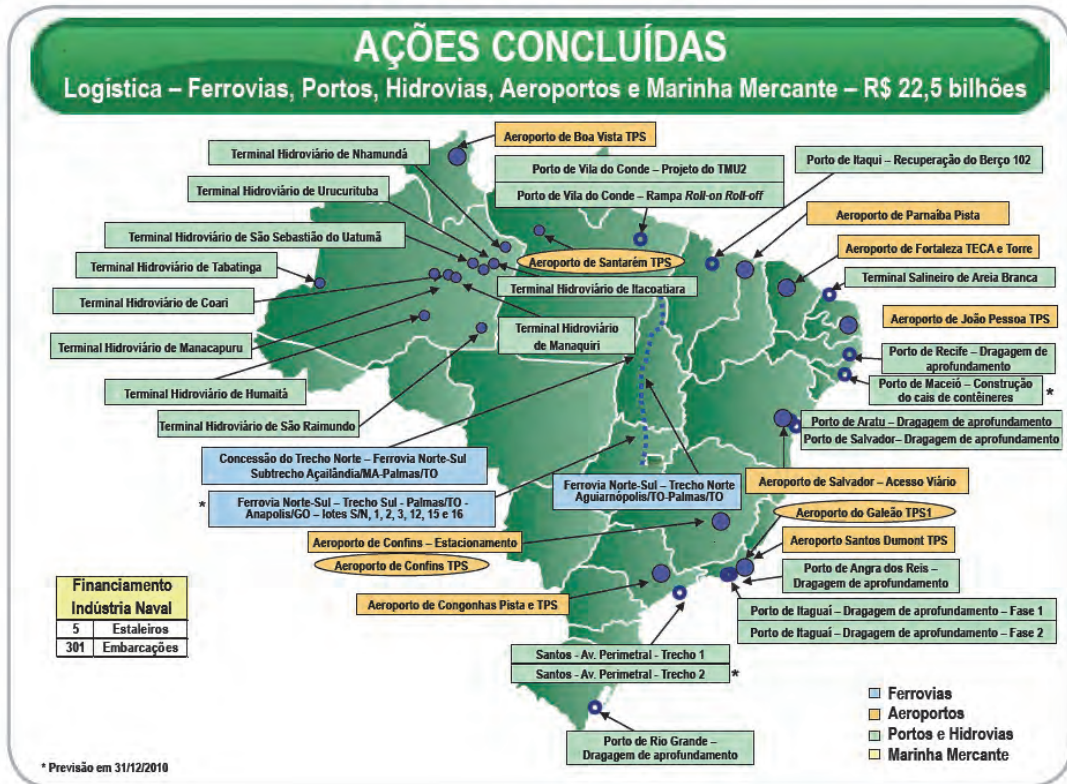 AÇÕES CONCLUÍDAS
Logística – Ferrovias, Portos, Hidrovias, Aeroportos e Marinha Mercante – R$ 22,5 bilhões
Aeroporto de Boa Vista TPS
Terminal Hidroviário de Nhamundá
Porto de Vila do Conde – Projeto do TMU2
Porto de Vila do Conde – Rampa Roll-on Roll-off
Porto de Itaqui – Recuperação do Berço 102
Terminal Hidroviário de Urucurituba
Aeroporto de Parnaíba Pista
Terminal Hidroviário de São Sebastião do Uatumã
Aeroporto de Fortaleza TECA e Torre
Aeroporto de Santarém TPS
Terminal Hidroviário de Tabatinga
Terminal Salineiro de Areia Branca
Terminal Hidroviário de Itacoatiara
Terminal Hidroviário de Coari
Aeroporto de João Pessoa TPS
Terminal Hidroviário
de Manaquiri
Terminal Hidroviário de Manacapuru
Porto de Recife – Dragagem de
aprofundamento
Terminal Hidroviário de Humaitá
Porto de Maceió – Construção
do cais de contêineres
*
Terminal Hidroviário de São Raimundo
Porto de Aratu – Dragagem de aprofundamento
Porto de Salvador– Dragagem de aprofundamento
Concessão do Trecho Norte – Ferrovia Norte-Sul
Subtrecho Açailândia/MA-Palmas/TO
Ferrovia Norte-Sul – Trecho Norte
Aguiarnópolis/TO-Palmas/TO
Aeroporto de Salvador – Acesso Viário
* Ferrovia Norte-Sul – Trecho Sul - Palmas/TO -
Anapolis/GO – lotes S/N, 1, 2, 3, 12, 15 e 16
Aeroporto do Galeão TPS1
Aeroporto de Confins – Estacionamento
Aeroporto Santos Dumont TPS
Aeroporto de Confins TPS
Porto de Angra dos Reis –
Dragagem de aprofundamento
Financiamento
Indústria Naval
5 Estaleiros
301 Embarcações
Aeroporto de Congonhas Pista e TPS
Porto de Itaguaí – Dragagem de aprofundamento – Fase 1
Porto de Itaguaí – Dragagem de aprofundamento – Fase 2
Santos - Av. Perimetral - Trecho 1
Santos - Av. Perimetral - Trecho 2 *
Ferrovias
Aeroportos
Portos e Hidrovias
Marinha Mercante
Porto de Rio Grande –
Dragagem de aprofundamento
* Previsão em 31/12/2010